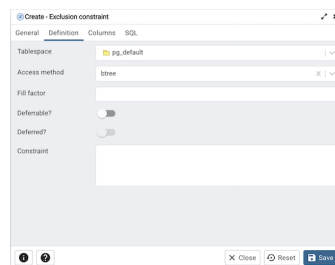 Create - Exclusion constraint
General Definition Columns SQL
Tablespace pg_default
Access method btree
Fill factor
Deferrable?
Deferred?
Constraint
Close Reset Save